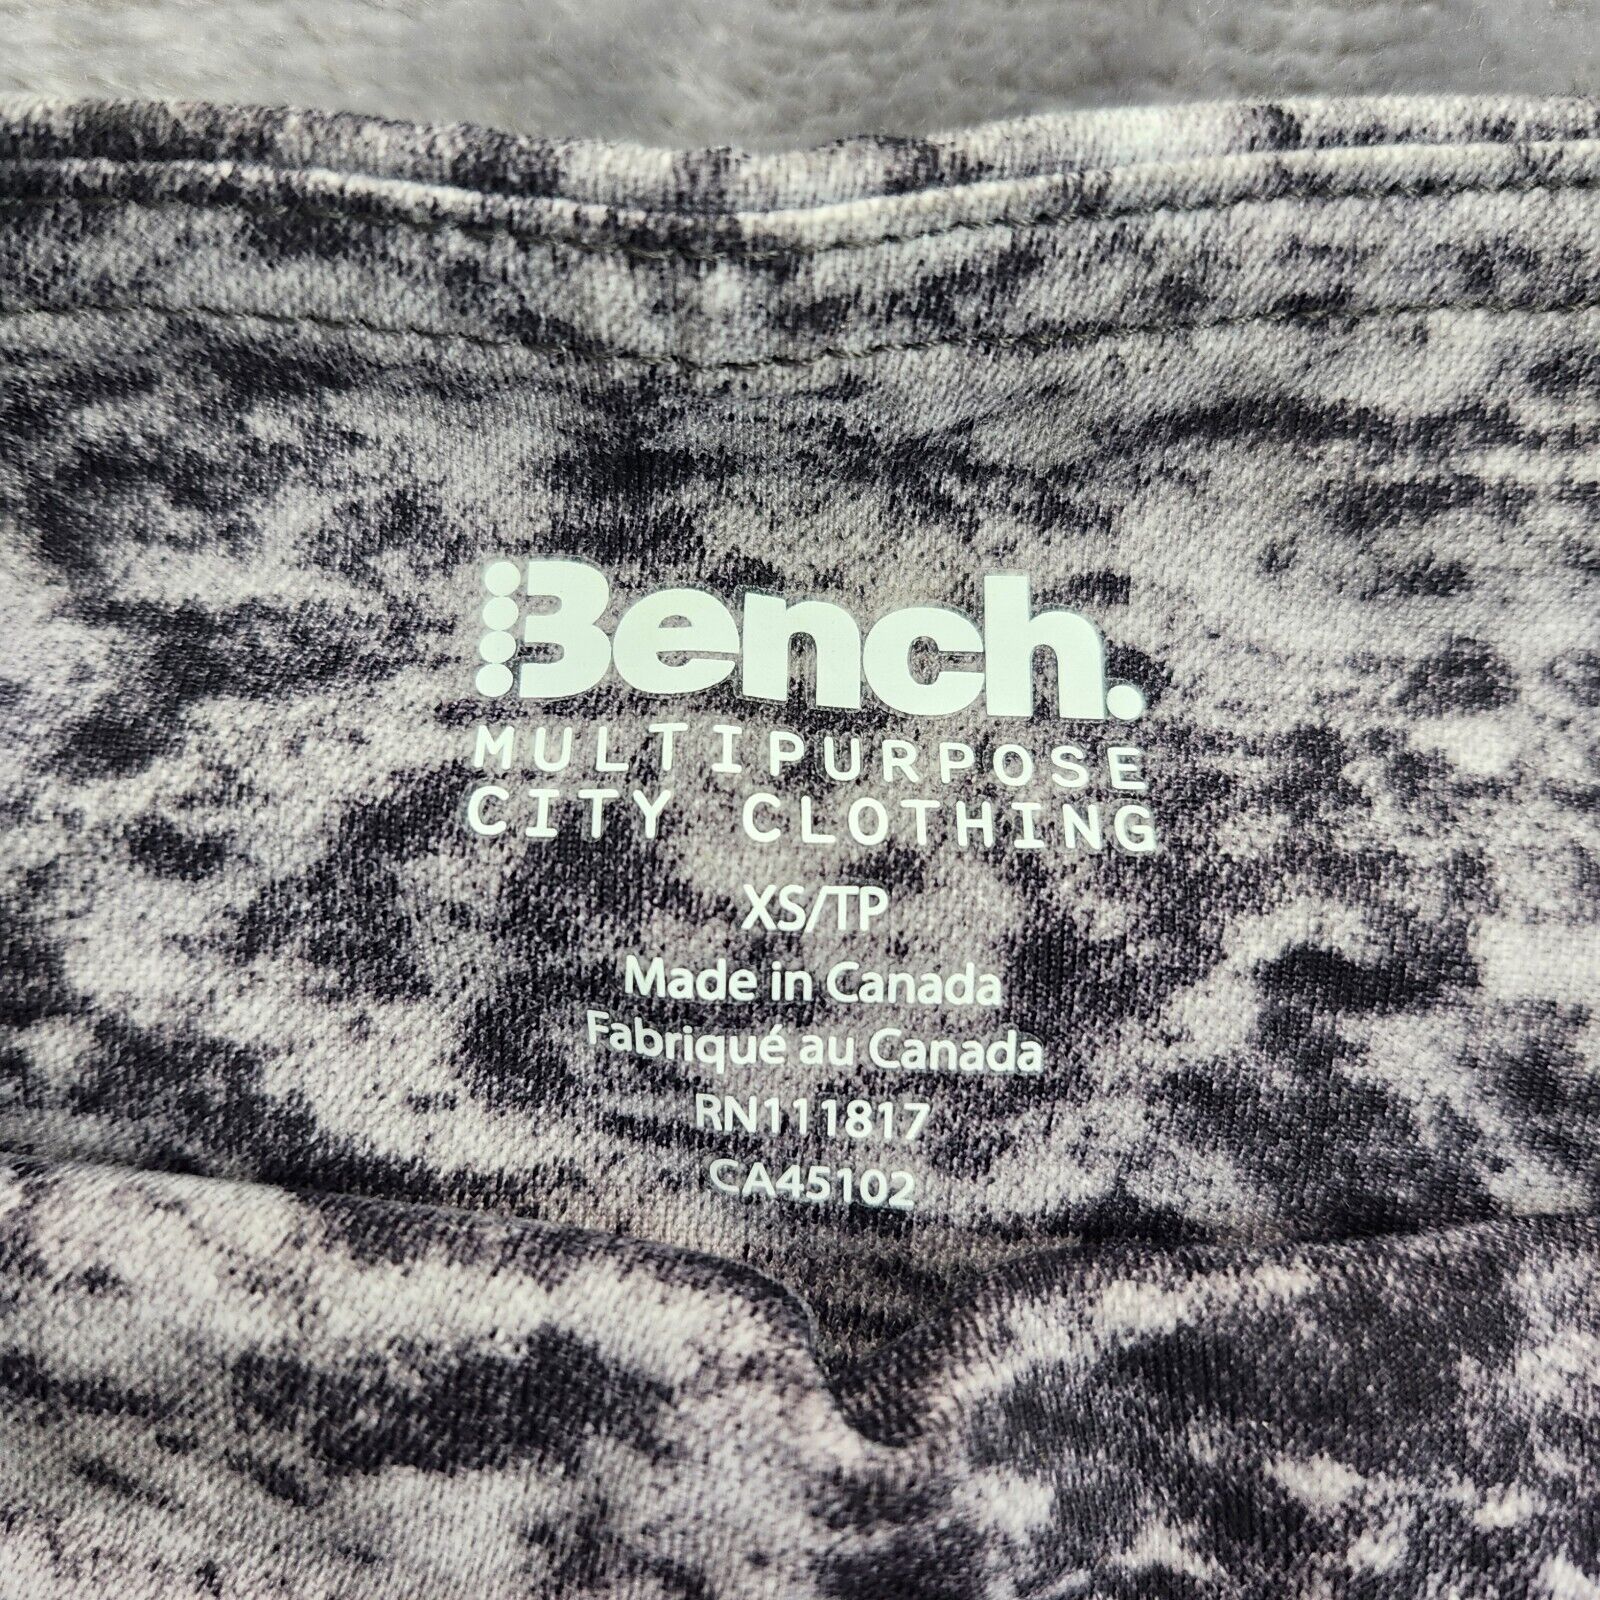 Bench.
MULTIPURPOSE
CITY CLOTHING
XS/TP
Made in Canada
Fabriqué au Canada
RN111817
CA45102